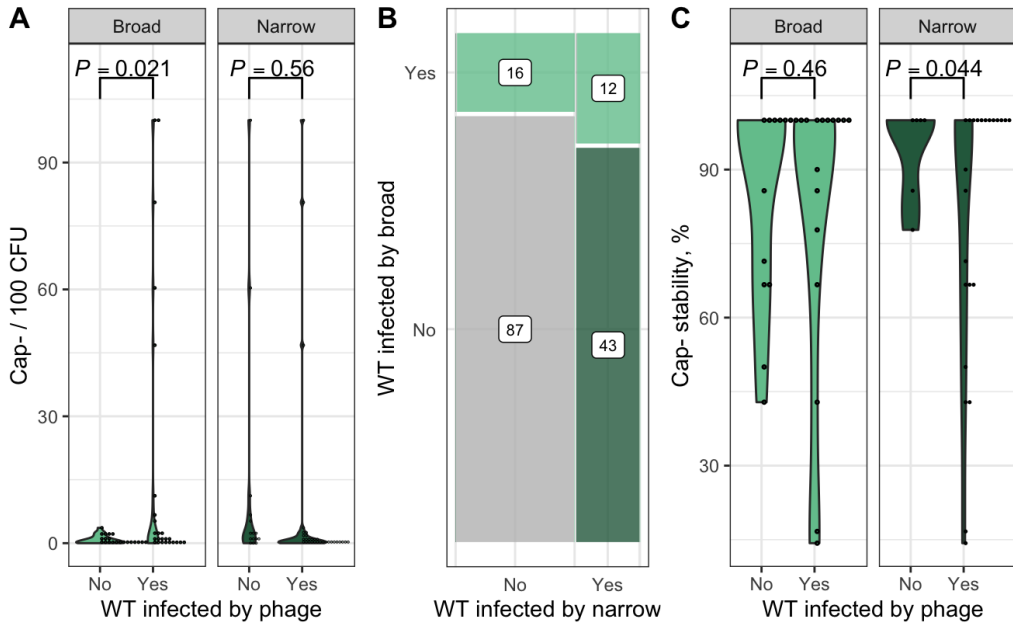 A
Broad
Narrow
P = 0.021
P = 0.56
90
60
30
0
Cap- / 100 CFU
No
Yes
No
Yes
WT infected by phage
B
Yes
No
WT infected by broad
16
12
87
43
No
Yes
WT infected by narrow
C
Broad
Narrow
P = 0.46
P = 0.044
90
60
30
Cap- stability, %
No
Yes
No
Yes
WT infected by phage